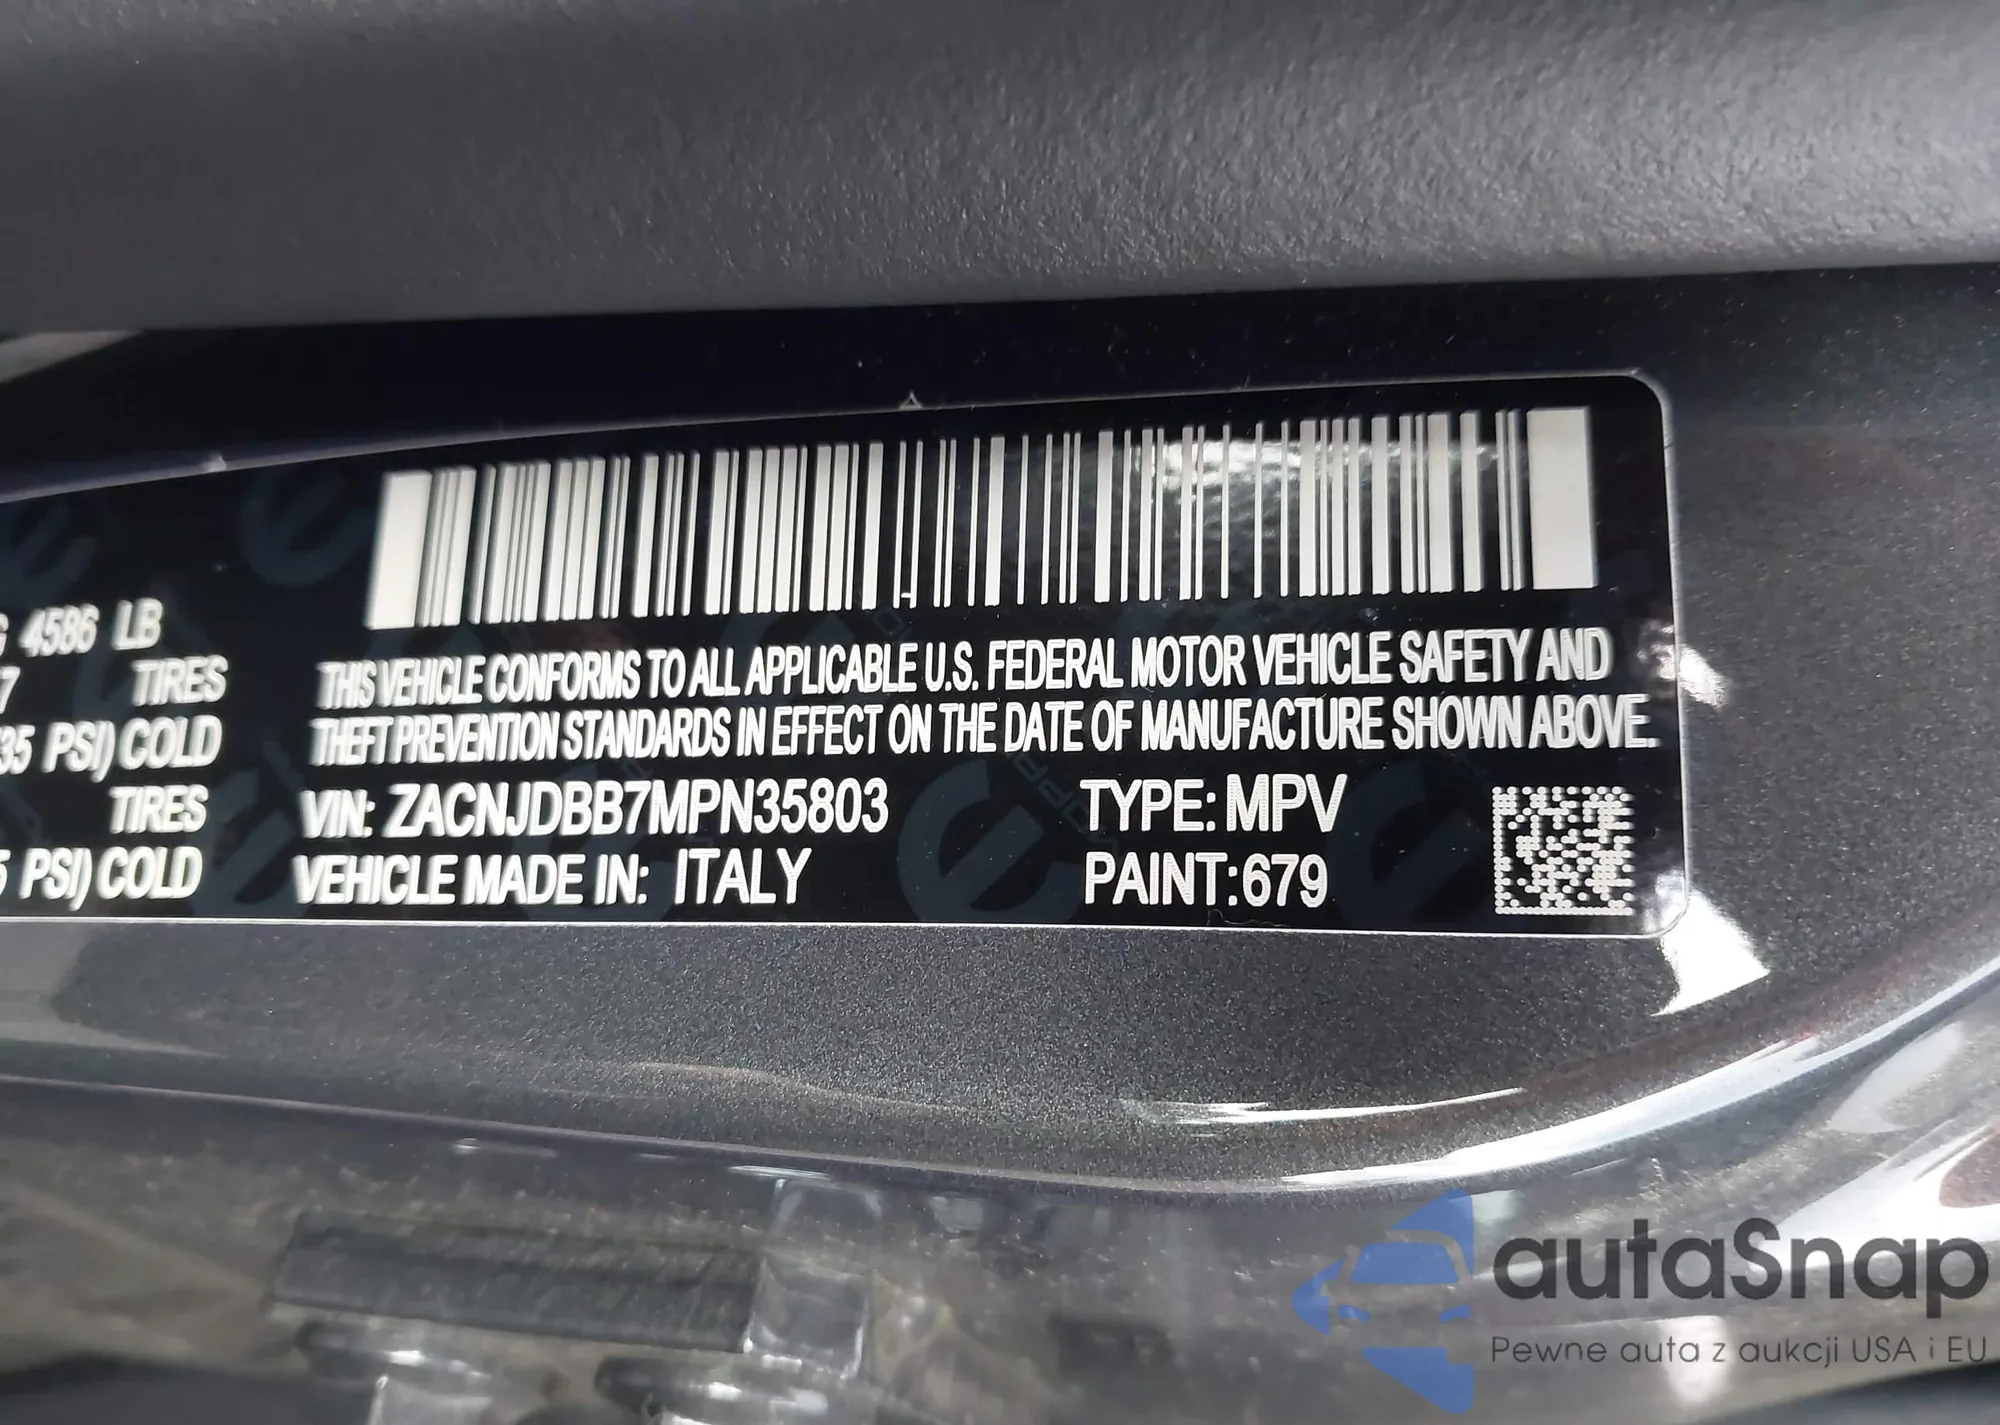 4586 LB
7 TIRES
35 PSI) COLD
TIRES
5 PSI) COLD
THIS VEHICLE CONFORMS TO ALL APPLICABLE U.S. FEDERAL MOTOR VEHICLE SAFETY AND
THEFT PREVENTION STANDARDS IN EFFECT ON THE DATE OF MANUFACTURE SHOWN ABOVE.
VIN: ZACNJDBB7MPN35803 TYPE: MPV
VEHICLE MADE IN: ITALY PAINT:679
autaSnap
Pewne auta z aukcji USA i EU